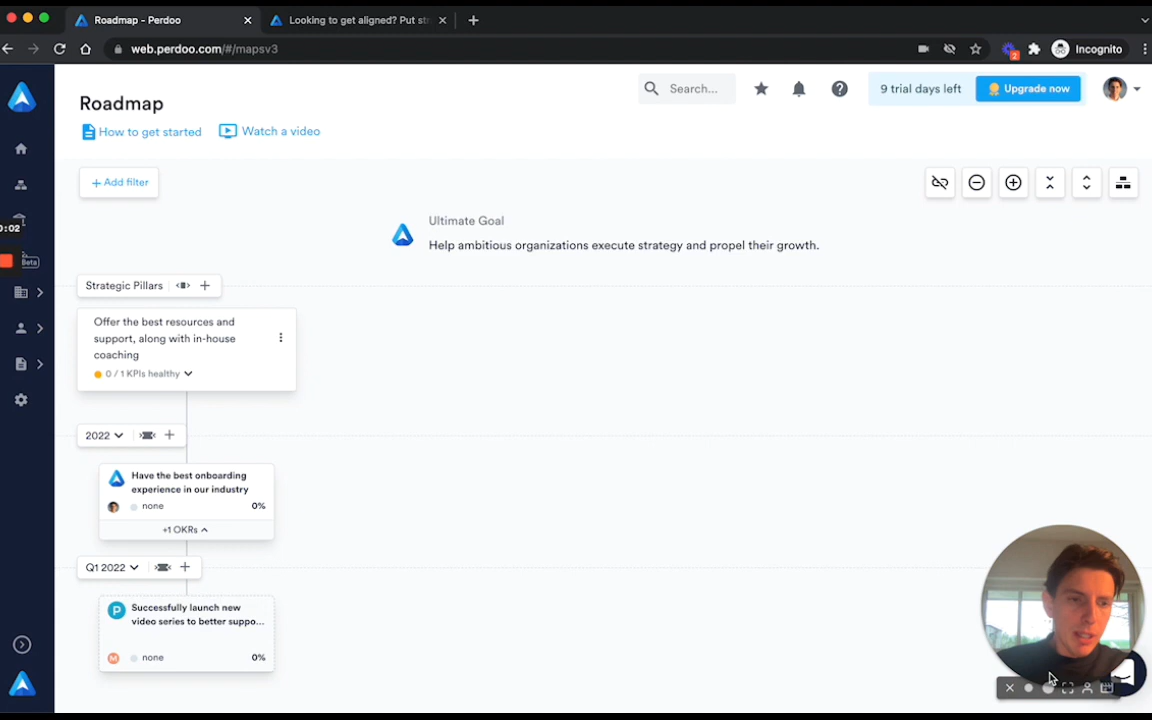 Roadmap - Perdoo
Looking to get aligned? Put str
web.perdoo.com/#/mapsv3
2
Incognito
Roadmap
Search...
9 trial days left
Upgrade now
How to get started
Watch a video
+ Add filter
0:02
Beta
Ultimate Goal
Help ambitious organizations execute strategy and propel their growth.
Strategic Pillars
Offer the best resources and
support, along with in-house
coaching
0 / 1 KPIs healthy
2022
Have the best onboarding
experience in our industry
none
0%
+1 OKRs
Q1 2022
P
Successfully launch new
video series to better suppo...
M
none
0%